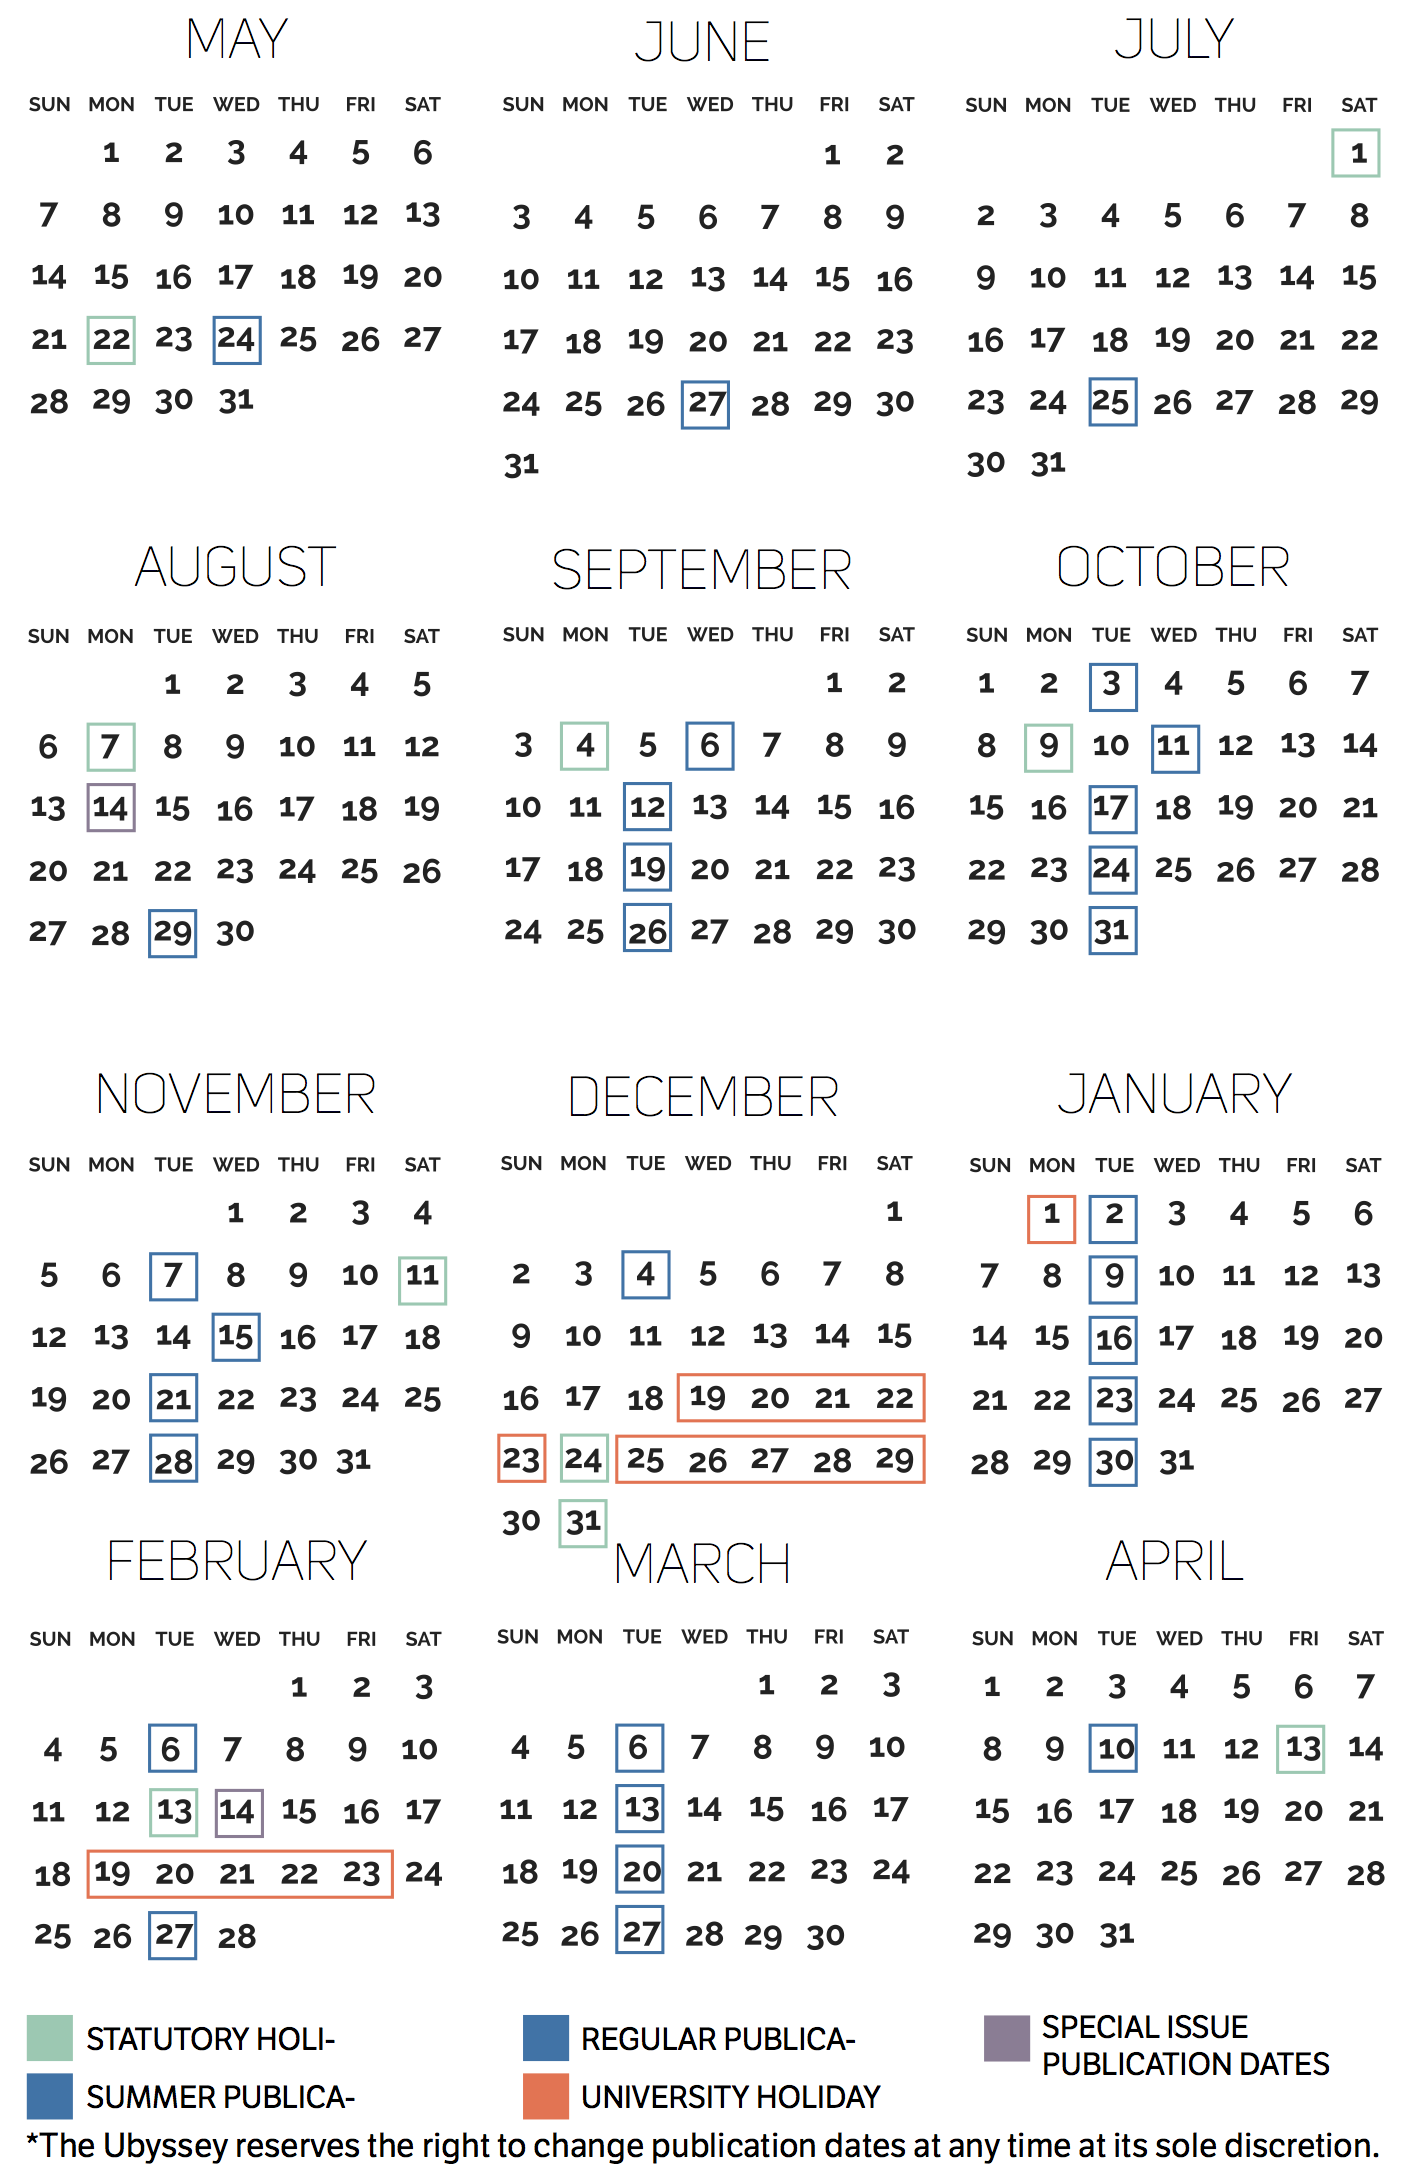 MAY
SUN MON TUE WED THU FRI SAT
1 2 3 4 5 6
7 8 9 10 11 12 13
14 15 16 17 18 19 20
21 22 23 24 25 26 27
28 29 30 31
JUNE
SUN MON TUE WED THU FRI SAT
1 2
3 4 5 6 7 8 9
10 11 12 13 14 15 16
17 18 19 20 21 22 23
24 25 26 27 28 29 30
31
JULY
SUN MON TUE WED THU FRI SAT
1
2 3 4 5 6 7 8
9 10 11 12 13 14 15
16 17 18 19 20 21 22
23 24 25 26 27 28 29
30 31
AUGUST
SUN MON TUE WED THU FRI SAT
1 2 3 4 5
6 7 8 9 10 11 12
13 14 15 16 17 18 19
20 21 22 23 24 25 26
27 28 29 30
SEPTEMBER
SUN MON TUE WED THU FRI SAT
1 2
3 4 5 6 7 8 9
10 11 12 13 14 15 16
17 18 19 20 21 22 23
24 25 26 27 28 29 30
OCTOBER
SUN MON TUE WED THU FRI SAT
1 2 3 4 5 6 7
8 9 10 11 12 13 14
15 16 17 18 19 20 21
22 23 24 25 26 27 28
29 30 31
NOVEMBER
SUN MON TUE WED THU FRI SAT
1 2 3 4
5 6 7 8 9 10 11
12 13 14 15 16 17 18
19 20 21 22 23 24 25
26 27 28 29 30 31
DECEMBER
SUN MON TUE WED THU FRI SAT
1
2 3 4 5 6 7 8
9 10 11 12 13 14 15
16 17 18 19 20 21 22
23 24 25 26 27 28 29
30 31
JANUARY
SUN MON TUE WED THU FRI SAT
1 2 3 4 5 6
7 8 9 10 11 12 13
14 15 16 17 18 19 20
21 22 23 24 25 26 27
28 29 30 31
FEBRUARY
SUN MON TUE WED THU FRI SAT
1 2 3
4 5 6 7 8 9 10
11 12 13 14 15 16 17
18 19 20 21 22 23 24
25 26 27 28
MARCH
SUN MON TUE WED THU FRI SAT
1 2 3
4 5 6 7 8 9 10
11 12 13 14 15 16 17
18 19 20 21 22 23 24
25 26 27 28 29 30
APRIL
SUN MON TUE WED THU FRI SAT
1 2 3 4 5 6 7
8 9 10 11 12 13 14
15 16 17 18 19 20 21
22 23 24 25 26 27 28
29 30 31
STATUTORY HOLI-
SUMMER PUBLICA-
REGULAR PUBLICA-
UNIVERSITY HOLIDAY
SPECIAL ISSUE
PUBLICATION DATES
*The Ubyssey reserves the right to change publication dates at any time at its sole discretion.